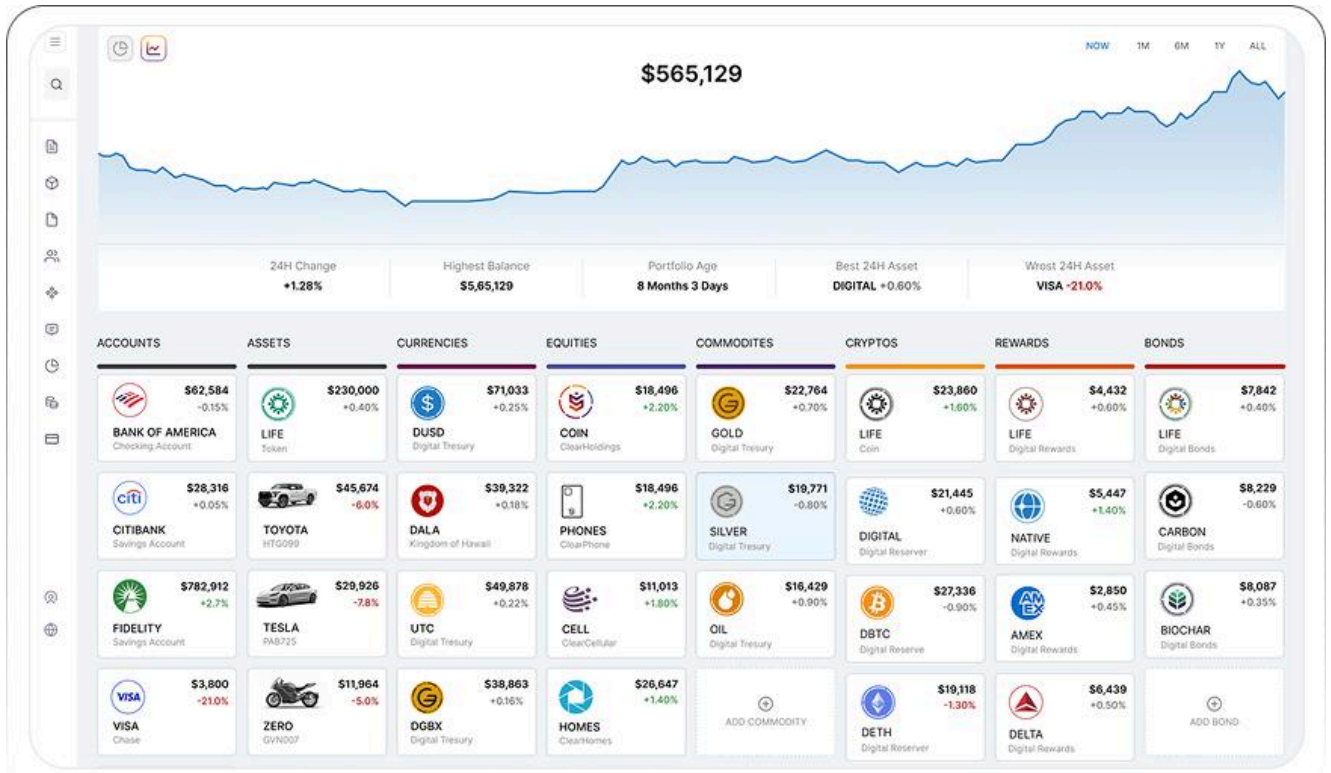 NOW 1M 6M 1Y ALL
$565,129
24H Change Highest Balance Portfolio Age Best 24H Asset Wrost 24H Asset
+1.28% $5,65,129 8 Months 3 Days DIGITAL +0.60% VISA -21.0%
ACCOUNTS ASSETS CURRENCIES EQUITIES COMMODITES CRYPTOS REWARDS BONDS
$62,584 $230,000 $71,033 $18,496 $22,764 $23,860 $4,432 $7,842
-0.15% +0.40% +0.25% +2.20% +0.70% +1.60% +0.60% +0.40%
BANK OF AMERICA LIFE DUSD COIN GOLD LIFE LIFE LIFE
Checking Account Token Digital Tresury ClearHoldings Digital Tresury Coin Digital Rewards Digital Bonds
citi
$28,316 $45,674 $39,322 $18,496 $19,771 $21,445 $5,447 $8,229
+0.05% -6.0% +0.18% +2.20% -0.80% +0.60% +1.40% -0.60%
CITIBANK TOYOTA DALA PHONES SILVER DIGITAL NATIVE CARBON
Savings Account HTG099 Kingdom of Hawaii ClearPhone Digital Tresury Digital Reserver Digital Rewards Digital Bonds
$782,912 $29,926 $49,878 $11,013 $16,429 $27,336 $2,850 $8,087
+2.7% -7.8% +0.22% +1.80% +0.90% -0.90% +0.45% +0.35%
AM
EX
FIDELITY TESLA UTC CELL OIL DBTC AMEX BIOCHAR
Savings Account PAB725 Digital Tresury ClearCellular Digital Tresury Digital Reserve Digital Rewards Digital Bonds
VISA
$3,800 $11,964 $38,863 $26,647 $19,118 $6,439
-21.0% -5.0% +0.16% +1.40% -1.30% +0.50%
ADD COMMODITY ADD BOND
VISA ZERO DGBX HOMES DETH DELTA
Chase GVN007 Digital Tresury ClearHomes Digital Reserver Digital Rewards